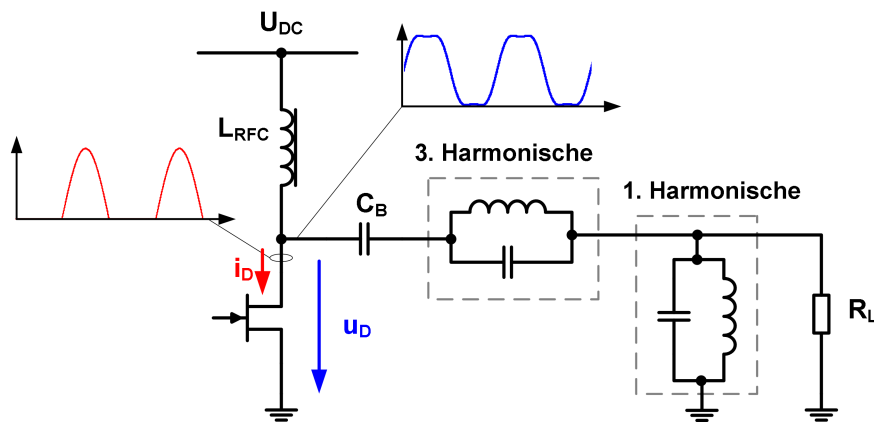 U_DC
L_RFC
3. Harmonische
1. Harmonische
C_B
i_D
u_D
R_L